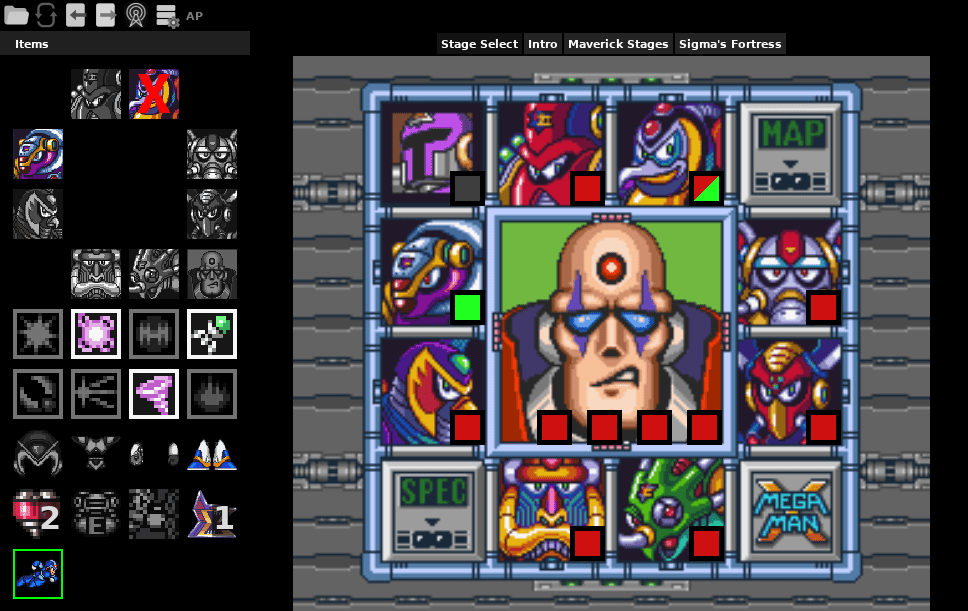 AP
Items
Stage Select
Intro
Maverick Stages
Sigma's Fortress
X
MAP
2
E
1
SPEC
MEGA
X
MAN